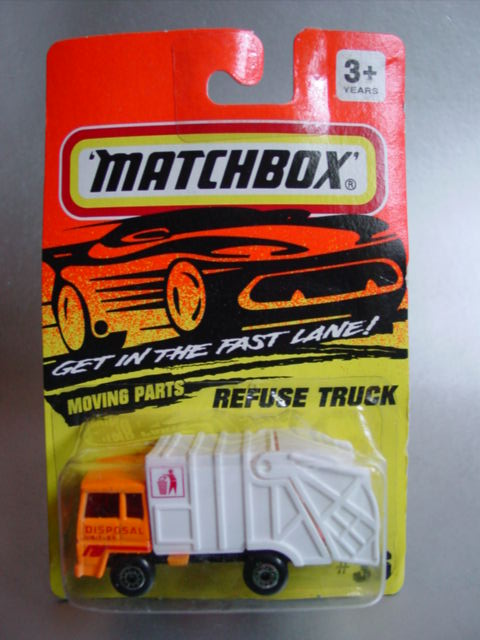 3+
YEARS
'MATCHBOX'®
GET IN THE FAST LANE!
MOVING PARTS
REFUSE TRUCK
DISPOSAL